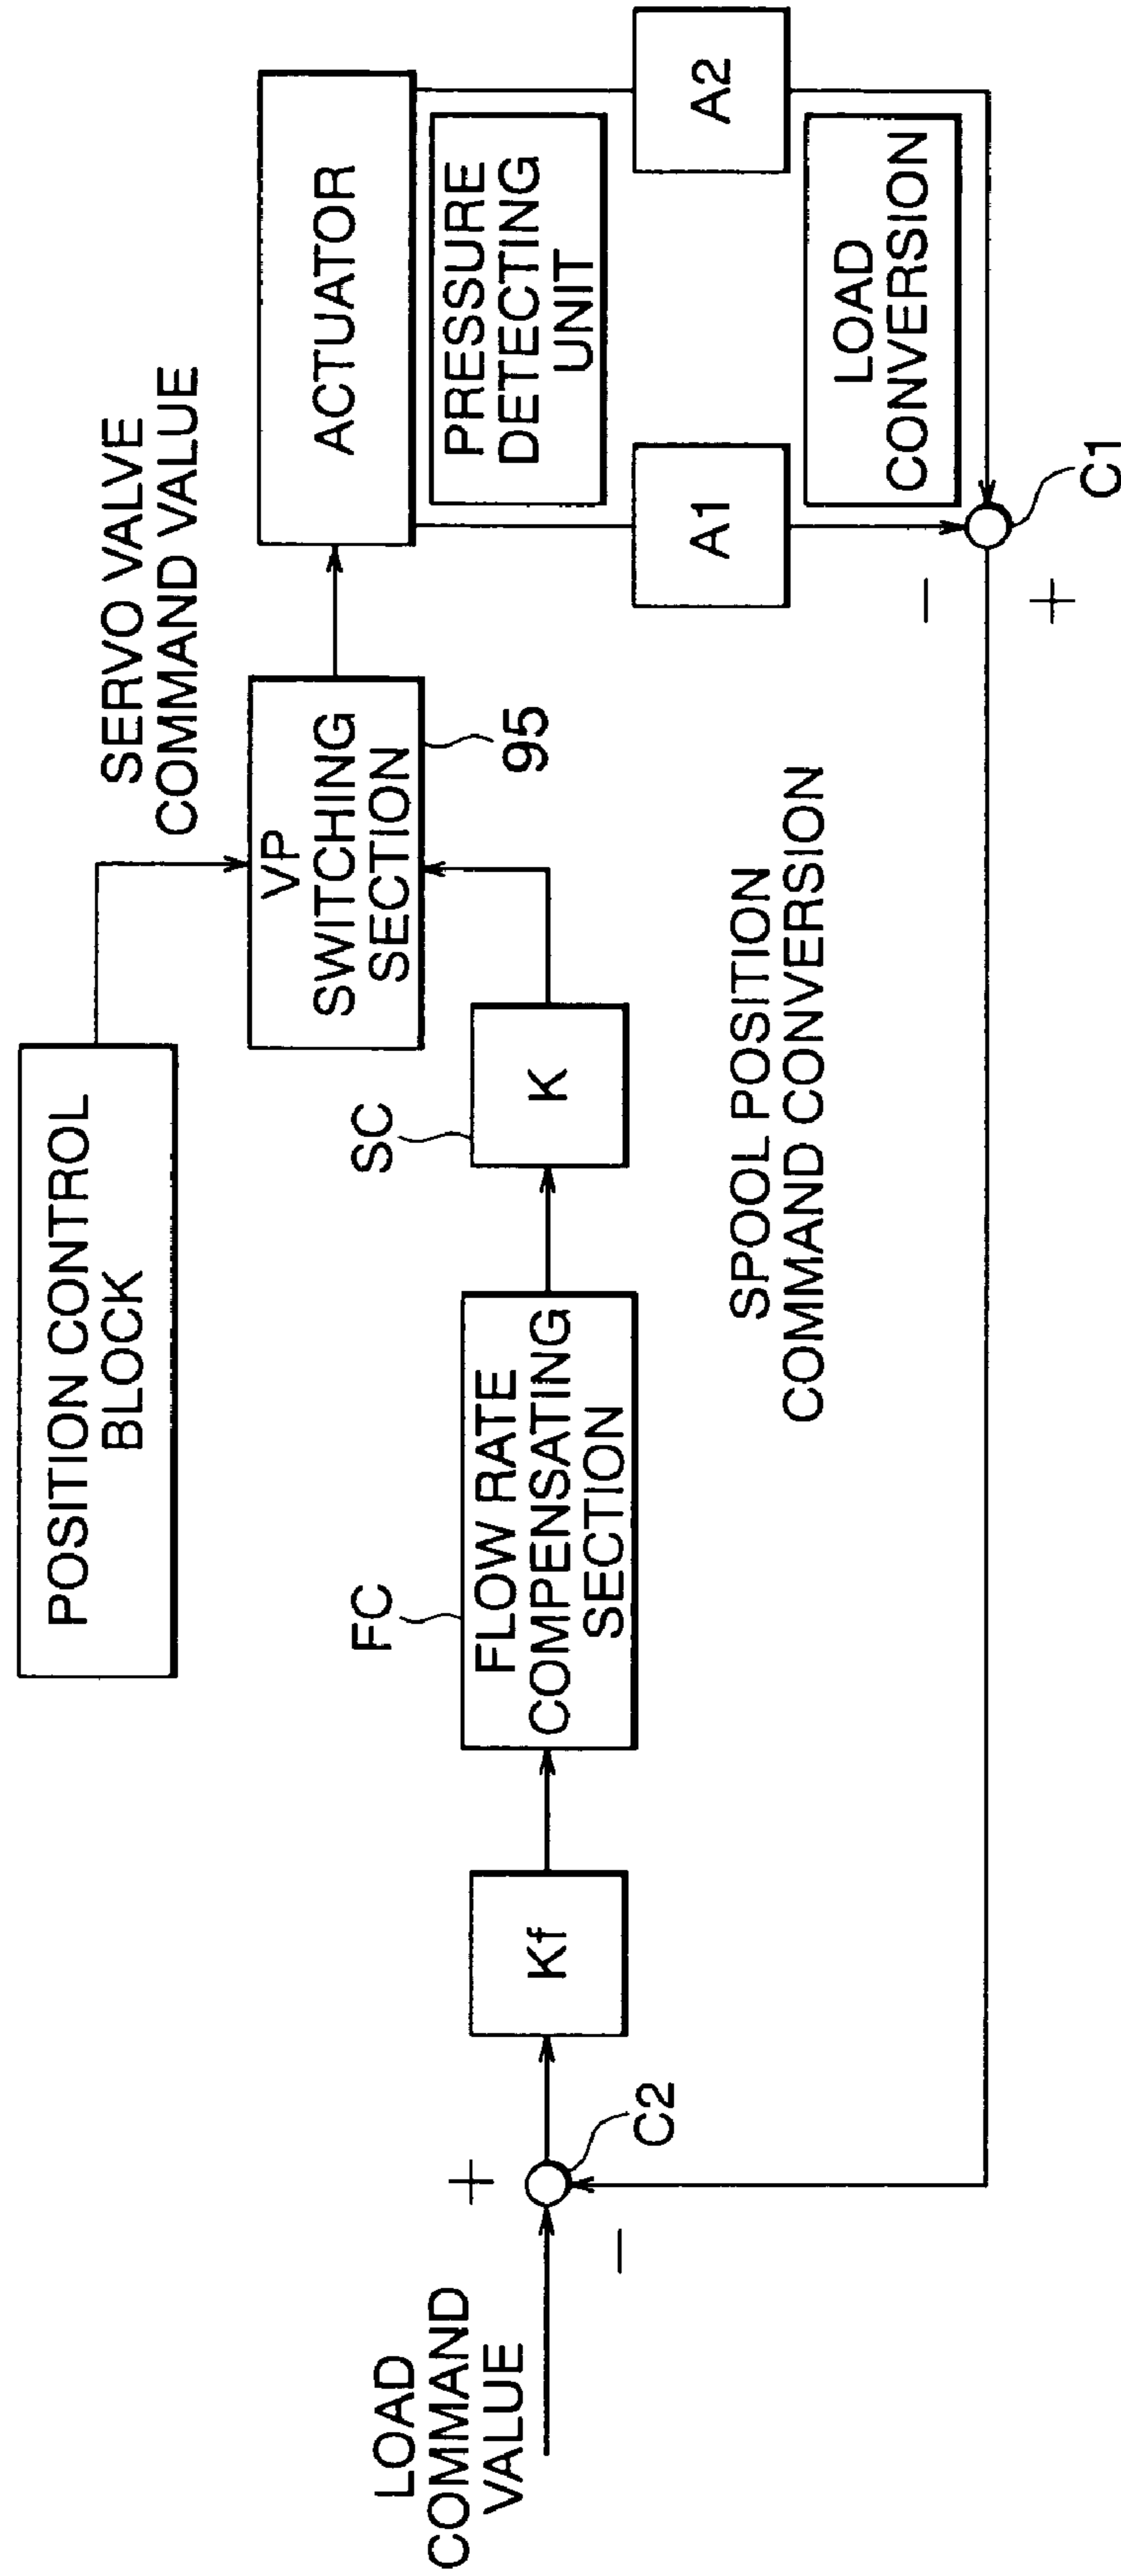 POSITION CONTROL
BLOCK
SERVO VALVE
COMMAND VALUE
VP
SWITCHING
SECTION
95
ACTUATOR
PRESSURE
DETECTING
UNIT
LOAD
COMMAND
VALUE
+
−
C2
Kf
FC
FLOW RATE
COMPENSATING
SECTION
SC
K
A1
A2
LOAD
CONVERSION
SPOOL POSITION
COMMAND CONVERSION
−
+
C1